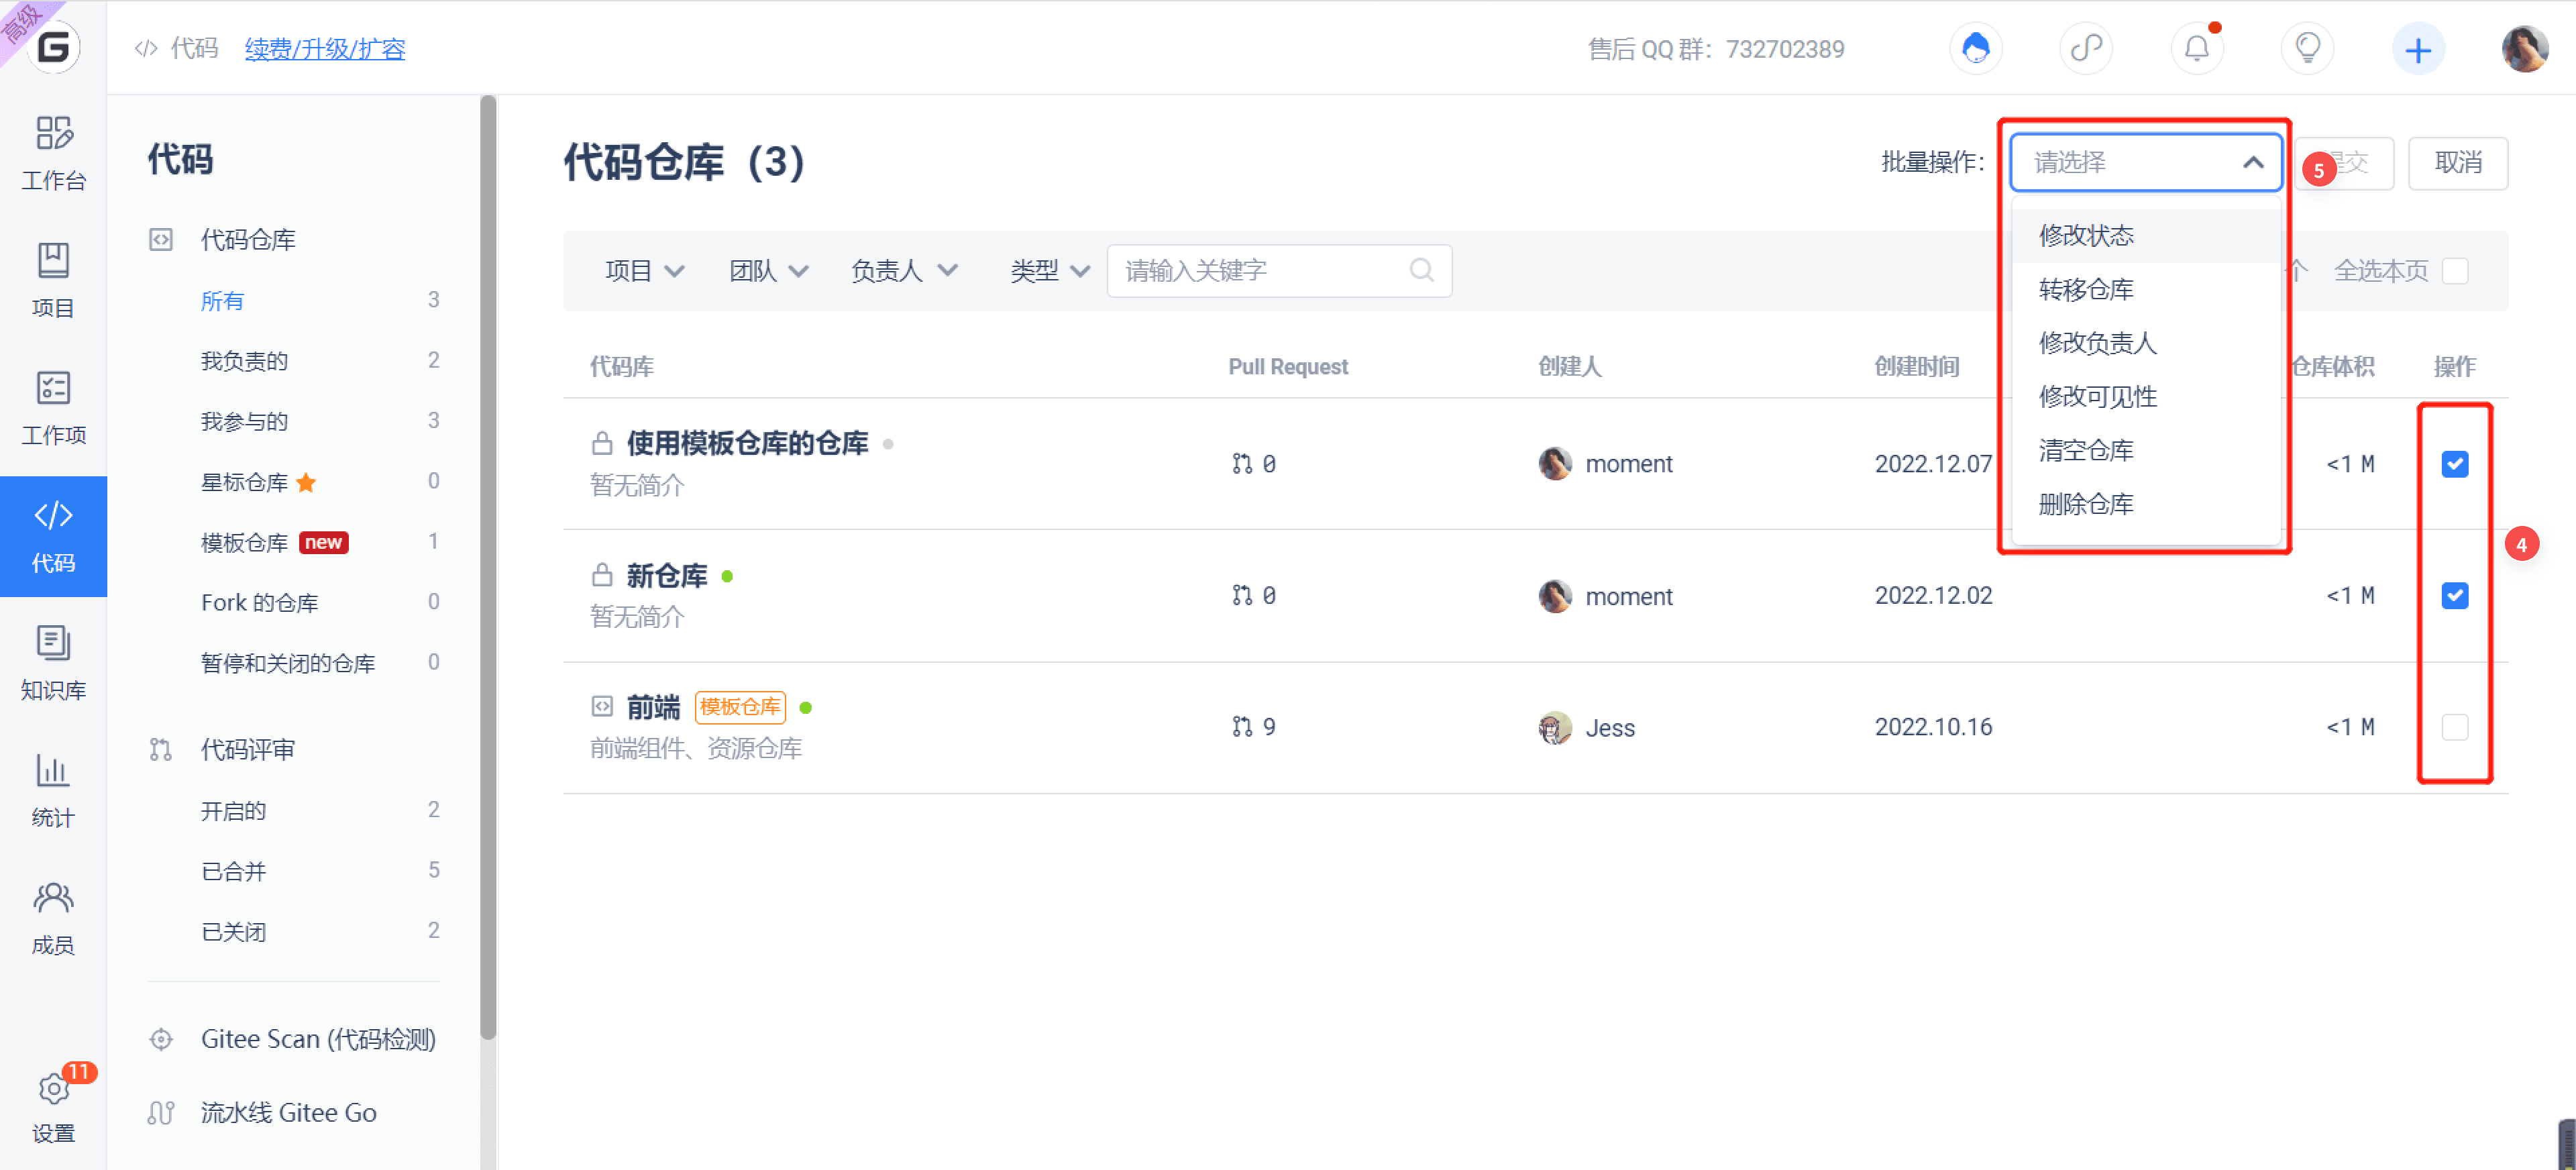 高级
G
代码
续费/升级/扩容
售后 QQ 群：732702389
工作台
项目
工作项
代码
知识库
统计
成员
11
设置
代码
代码仓库
所有 3
我负责的 2
我参与的 3
星标仓库 0
模板仓库 new 1
Fork 的仓库 0
暂停和关闭的仓库 0
代码评审
开启的 2
已合并 5
已关闭 2
Gitee Scan (代码检测)
流水线 Gitee Go
代码仓库（3）
批量操作：
请选择
5
交
取消
修改状态
转移仓库
修改负责人
修改可见性
清空仓库
删除仓库
项目
团队
负责人
类型
请输入关键字
个
全选本页
代码库 Pull Request 创建人 创建时间 仓库体积 操作
使用模板仓库的仓库
暂无简介
0 moment 2022.12.07 <1 M
4
新仓库
暂无简介
0 moment 2022.12.02 <1 M
前端 模板仓库
前端组件、资源仓库
9 Jess 2022.10.16 <1 M